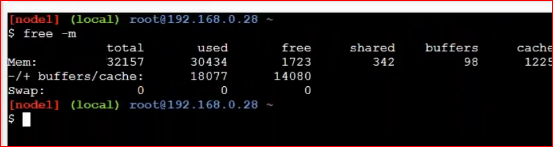 [node1] (local) root@192.168.0.28 ~
$ free -m
total used free shared buffers cache
Mem: 32157 30434 1723 342 98 1225
-/+ buffers/cache: 18077 14080
Swap: 0 0 0
[node1] (local) root@192.168.0.28 ~
$